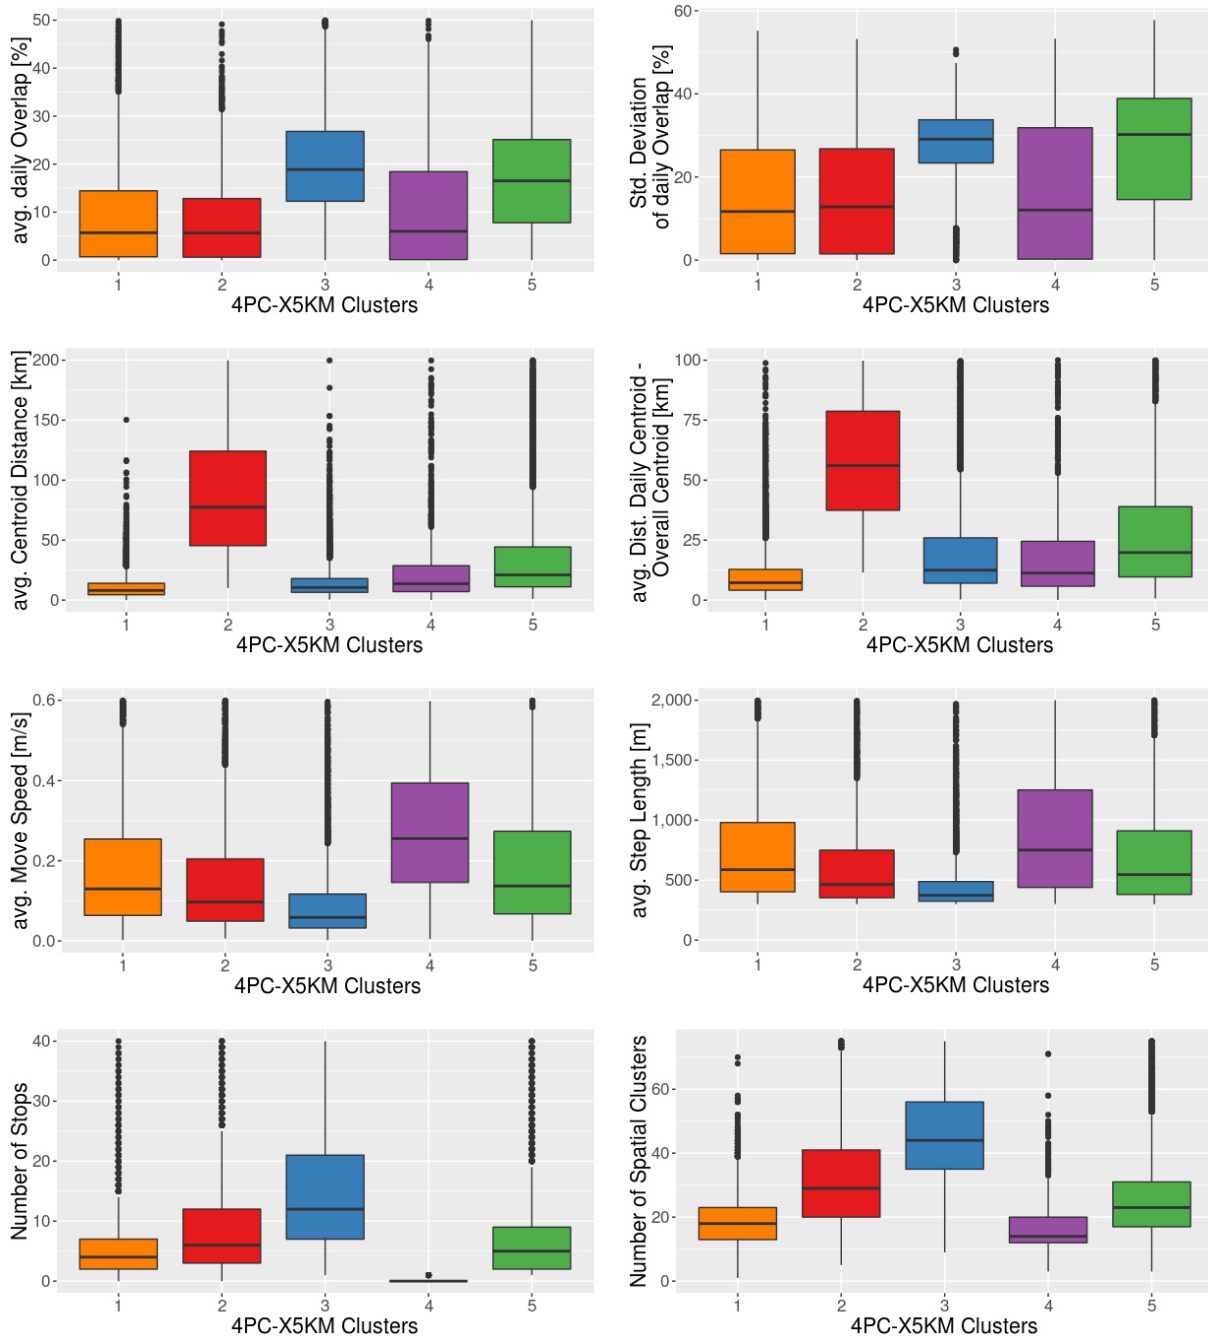 avg. daily Overlap [%]
50
40
30
20
10
0
1 2 3 4 5
4PC-X5KM Clusters
Std. Deviation
of daily Overlap [%]
60
40
20
0
1 2 3 4 5
4PC-X5KM Clusters
avg. Centroid Distance [km]
200
150
100
50
0
1 2 3 4 5
4PC-X5KM Clusters
avg. Dist. Daily Centroid -
Overall Centroid [km]
100
75
50
25
0
1 2 3 4 5
4PC-X5KM Clusters
avg. Move Speed [m/s]
0.6
0.4
0.2
0.0
1 2 3 4 5
4PC-X5KM Clusters
avg. Step Length [m]
2,000
1,500
1,000
500
0
1 2 3 4 5
4PC-X5KM Clusters
Number of Stops
40
30
20
10
0
1 2 3 4 5
4PC-X5KM Clusters
Number of Spatial Clusters
60
40
20
0
1 2 3 4 5
4PC-X5KM Clusters